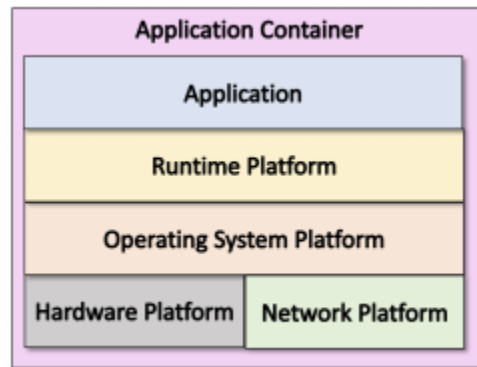 Application Container
Application
Runtime Platform
Operating System Platform
Hardware Platform
Network Platform